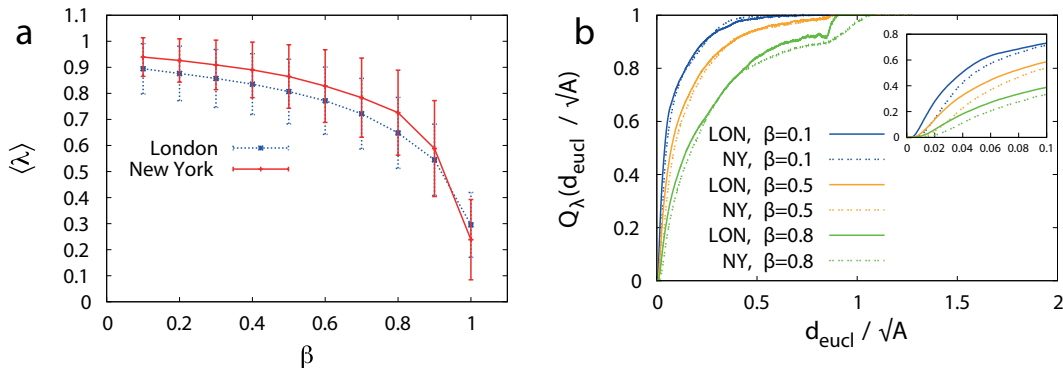 a
⟨λ⟩
1.1
1
0.9
0.8
0.7
0.6
0.5
0.4
0.3
0.2
0.1
0
London
New York
0.2
0.4
0.6
0.8
1
β
b
Q_λ(d_eucl / √A)
1
0.8
0.6
0.4
0.2
0
LON, β=0.1
NY, β=0.1
LON, β=0.5
NY, β=0.5
LON, β=0.8
NY, β=0.8
0
0.5
1
1.5
2
d_eucl / √A
0.8
0.6
0.4
0.2
0
0
0.02
0.04
0.06
0.08
0.1